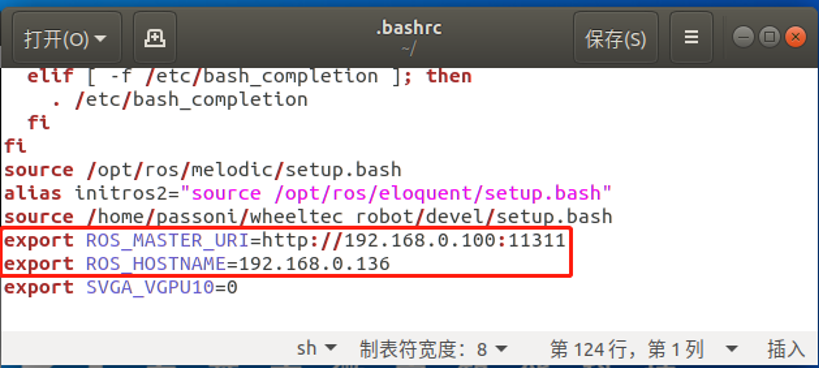 打开(O)
.bashrc
~/
保存(S)
elif [ -f /etc/bash_completion ]; then
. /etc/bash_completion
fi
fi
source /opt/ros/melodic/setup.bash
alias initros2="source /opt/ros/eloquent/setup.bash"
source /home/passoni/wheeltec_robot/devel/setup.bash
export ROS_MASTER_URI=http://192.168.0.100:11311
export ROS_HOSTNAME=192.168.0.136
export SVGA_VGPU10=0
sh 制表符宽度：8 第 124 行，第 1 列 插入